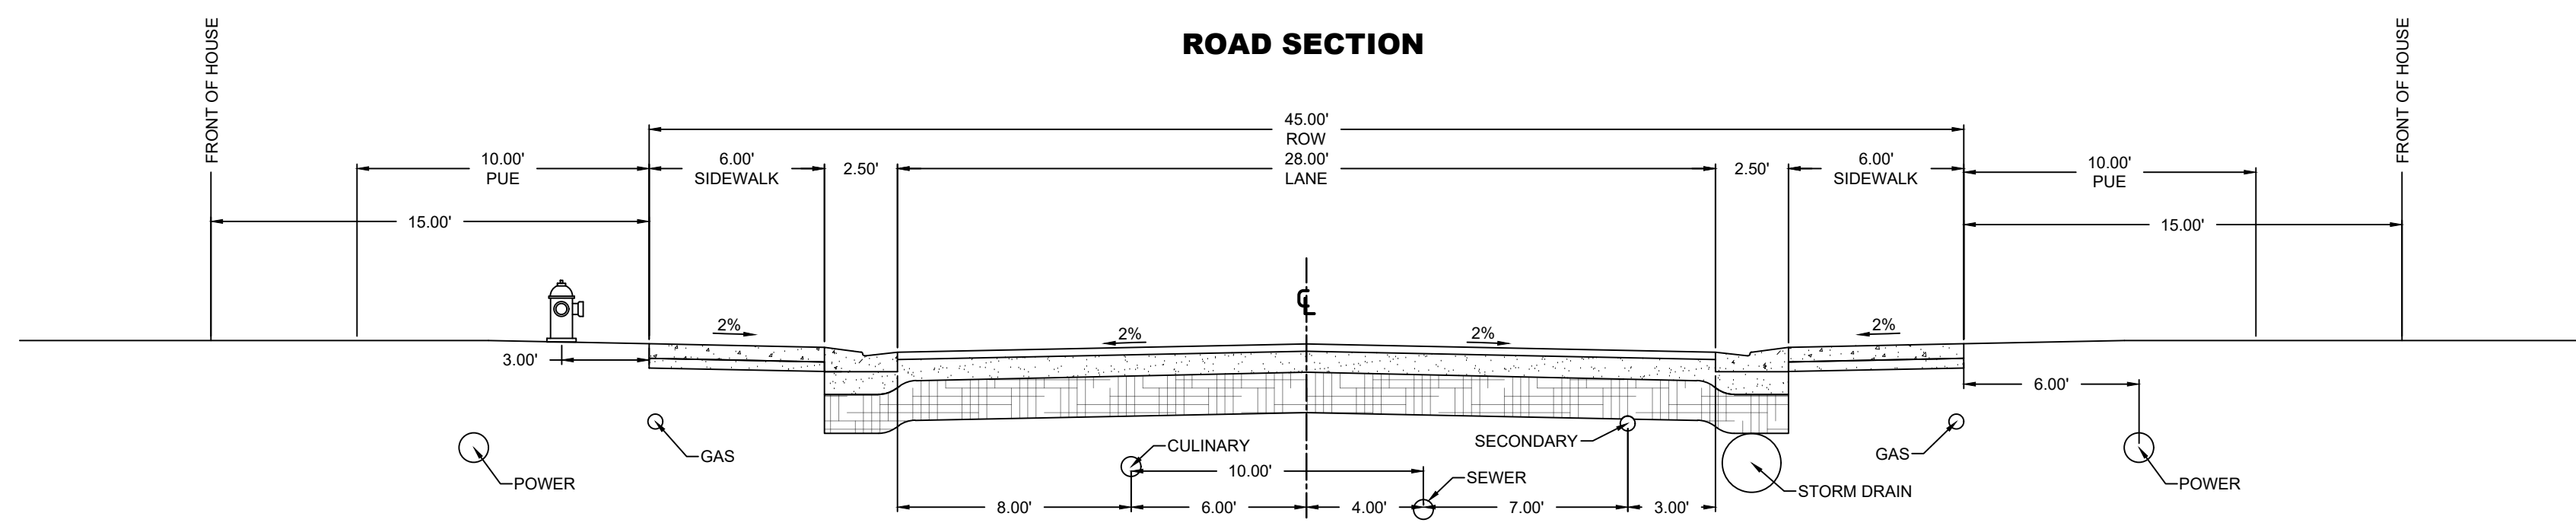 ROAD SECTION
FRONT OF HOUSE
FRONT OF HOUSE
45.00'
ROW
10.00'
PUE
6.00'
SIDEWALK
2.50'
28.00'
LANE
2.50'
6.00'
SIDEWALK
10.00'
PUE
15.00'
15.00'
CL
2%
2%
2%
2%
3.00'
6.00'
GAS
POWER
CULINARY
10.00'
SECONDARY
SEWER
GAS
STORM DRAIN
POWER
8.00'
6.00'
4.00'
7.00'
3.00'